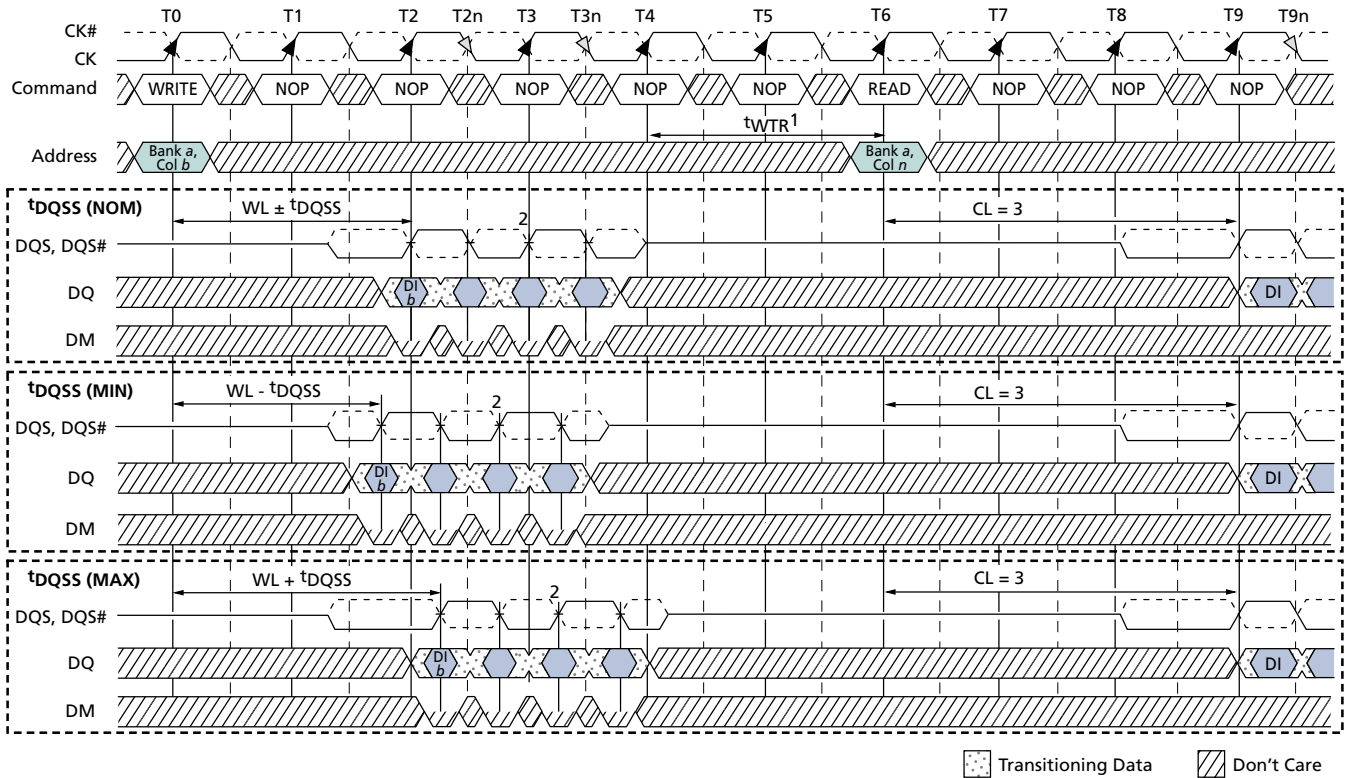 T0 T1 T2 T2n T3 T3n T4 T5 T6 T7 T8 T9 T9n
CK#
CK
Command WRITE NOP NOP NOP NOP NOP READ NOP NOP NOP
tWTR1
Address Bank a, Col b Bank a, Col n
tDQSS (NOM) WL ± tDQSS CL = 3
2
DQS, DQS#
DQ DI b DI
DM
tDQSS (MIN) WL - tDQSS CL = 3
2
DQS, DQS#
DQ DI b DI
DM
tDQSS (MAX) WL + tDQSS CL = 3
2
DQS, DQS#
DQ DI b DI
DM
Transitioning Data Don't Care